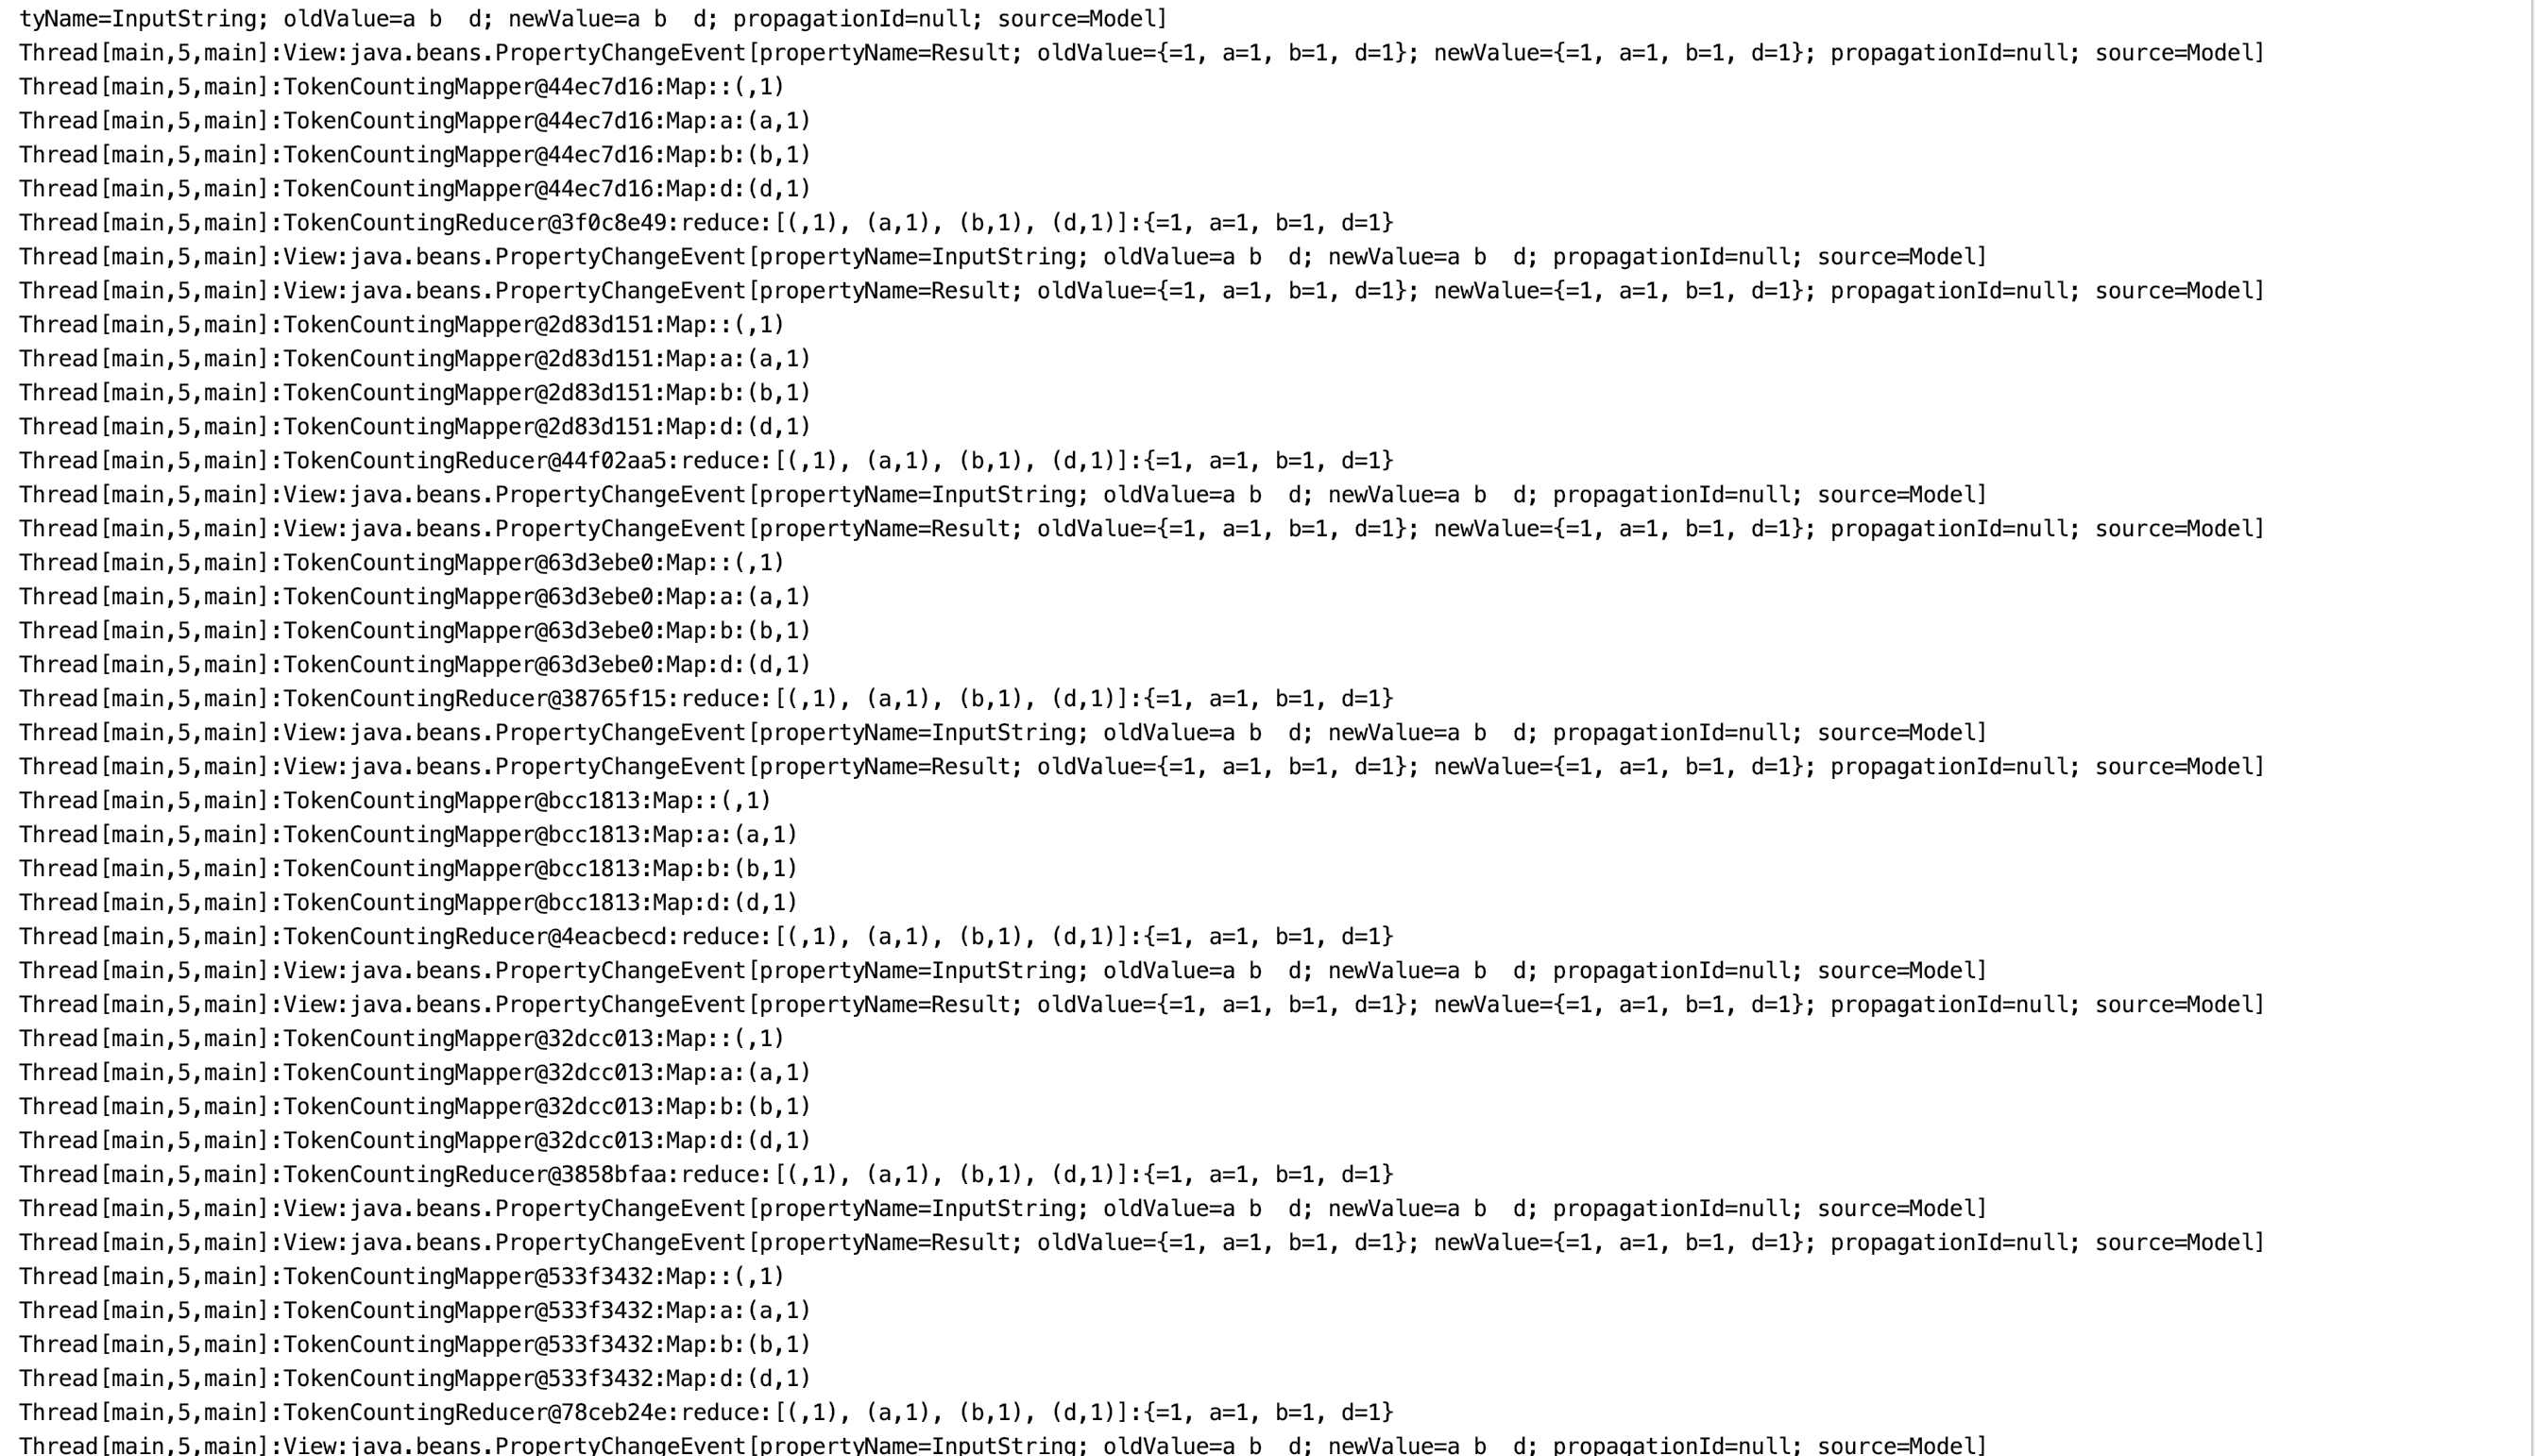 tyName=InputString; oldValue=a b  d; newValue=a b  d; propagationId=null; source=Model]
Thread[main,5,main]:View:java.beans.PropertyChangeEvent[propertyName=Result; oldValue={=1, a=1, b=1, d=1}; newValue={=1, a=1, b=1, d=1}; propagationId=null; source=Model]
Thread[main,5,main]:TokenCountingMapper@44ec7d16:Map::(,1)
Thread[main,5,main]:TokenCountingMapper@44ec7d16:Map:a:(a,1)
Thread[main,5,main]:TokenCountingMapper@44ec7d16:Map:b:(b,1)
Thread[main,5,main]:TokenCountingMapper@44ec7d16:Map:d:(d,1)
Thread[main,5,main]:TokenCountingReducer@3f0c8e49:reduce:[(,1), (a,1), (b,1), (d,1)]:{=1, a=1, b=1, d=1}
Thread[main,5,main]:View:java.beans.PropertyChangeEvent[propertyName=InputString; oldValue=a b  d; newValue=a b  d; propagationId=null; source=Model]
Thread[main,5,main]:View:java.beans.PropertyChangeEvent[propertyName=Result; oldValue={=1, a=1, b=1, d=1}; newValue={=1, a=1, b=1, d=1}; propagationId=null; source=Model]
Thread[main,5,main]:TokenCountingMapper@2d83d151:Map::(,1)
Thread[main,5,main]:TokenCountingMapper@2d83d151:Map:a:(a,1)
Thread[main,5,main]:TokenCountingMapper@2d83d151:Map:b:(b,1)
Thread[main,5,main]:TokenCountingMapper@2d83d151:Map:d:(d,1)
Thread[main,5,main]:TokenCountingReducer@44f02aa5:reduce:[(,1), (a,1), (b,1), (d,1)]:{=1, a=1, b=1, d=1}
Thread[main,5,main]:View:java.beans.PropertyChangeEvent[propertyName=InputString; oldValue=a b  d; newValue=a b  d; propagationId=null; source=Model]
Thread[main,5,main]:View:java.beans.PropertyChangeEvent[propertyName=Result; oldValue={=1, a=1, b=1, d=1}; newValue={=1, a=1, b=1, d=1}; propagationId=null; source=Model]
Thread[main,5,main]:TokenCountingMapper@63d3ebe0:Map::(,1)
Thread[main,5,main]:TokenCountingMapper@63d3ebe0:Map:a:(a,1)
Thread[main,5,main]:TokenCountingMapper@63d3ebe0:Map:b:(b,1)
Thread[main,5,main]:TokenCountingMapper@63d3ebe0:Map:d:(d,1)
Thread[main,5,main]:TokenCountingReducer@38765f15:reduce:[(,1), (a,1), (b,1), (d,1)]:{=1, a=1, b=1, d=1}
Thread[main,5,main]:View:java.beans.PropertyChangeEvent[propertyName=InputString; oldValue=a b  d; newValue=a b  d; propagationId=null; source=Model]
Thread[main,5,main]:View:java.beans.PropertyChangeEvent[propertyName=Result; oldValue={=1, a=1, b=1, d=1}; newValue={=1, a=1, b=1, d=1}; propagationId=null; source=Model]
Thread[main,5,main]:TokenCountingMapper@bcc1813:Map::(,1)
Thread[main,5,main]:TokenCountingMapper@bcc1813:Map:a:(a,1)
Thread[main,5,main]:TokenCountingMapper@bcc1813:Map:b:(b,1)
Thread[main,5,main]:TokenCountingMapper@bcc1813:Map:d:(d,1)
Thread[main,5,main]:TokenCountingReducer@4eacbecd:reduce:[(,1), (a,1), (b,1), (d,1)]:{=1, a=1, b=1, d=1}
Thread[main,5,main]:View:java.beans.PropertyChangeEvent[propertyName=InputString; oldValue=a b  d; newValue=a b  d; propagationId=null; source=Model]
Thread[main,5,main]:View:java.beans.PropertyChangeEvent[propertyName=Result; oldValue={=1, a=1, b=1, d=1}; newValue={=1, a=1, b=1, d=1}; propagationId=null; source=Model]
Thread[main,5,main]:TokenCountingMapper@32dcc013:Map::(,1)
Thread[main,5,main]:TokenCountingMapper@32dcc013:Map:a:(a,1)
Thread[main,5,main]:TokenCountingMapper@32dcc013:Map:b:(b,1)
Thread[main,5,main]:TokenCountingMapper@32dcc013:Map:d:(d,1)
Thread[main,5,main]:TokenCountingReducer@3858bfaa:reduce:[(,1), (a,1), (b,1), (d,1)]:{=1, a=1, b=1, d=1}
Thread[main,5,main]:View:java.beans.PropertyChangeEvent[propertyName=InputString; oldValue=a b  d; newValue=a b  d; propagationId=null; source=Model]
Thread[main,5,main]:View:java.beans.PropertyChangeEvent[propertyName=Result; oldValue={=1, a=1, b=1, d=1}; newValue={=1, a=1, b=1, d=1}; propagationId=null; source=Model]
Thread[main,5,main]:TokenCountingMapper@533f3432:Map::(,1)
Thread[main,5,main]:TokenCountingMapper@533f3432:Map:a:(a,1)
Thread[main,5,main]:TokenCountingMapper@533f3432:Map:b:(b,1)
Thread[main,5,main]:TokenCountingMapper@533f3432:Map:d:(d,1)
Thread[main,5,main]:TokenCountingReducer@78ceb24e:reduce:[(,1), (a,1), (b,1), (d,1)]:{=1, a=1, b=1, d=1}
Thread[main,5,main]:View:java.beans.PropertyChangeEvent[propertyName=InputString; oldValue=a b  d; newValue=a b  d; propagationId=null; source=Model]